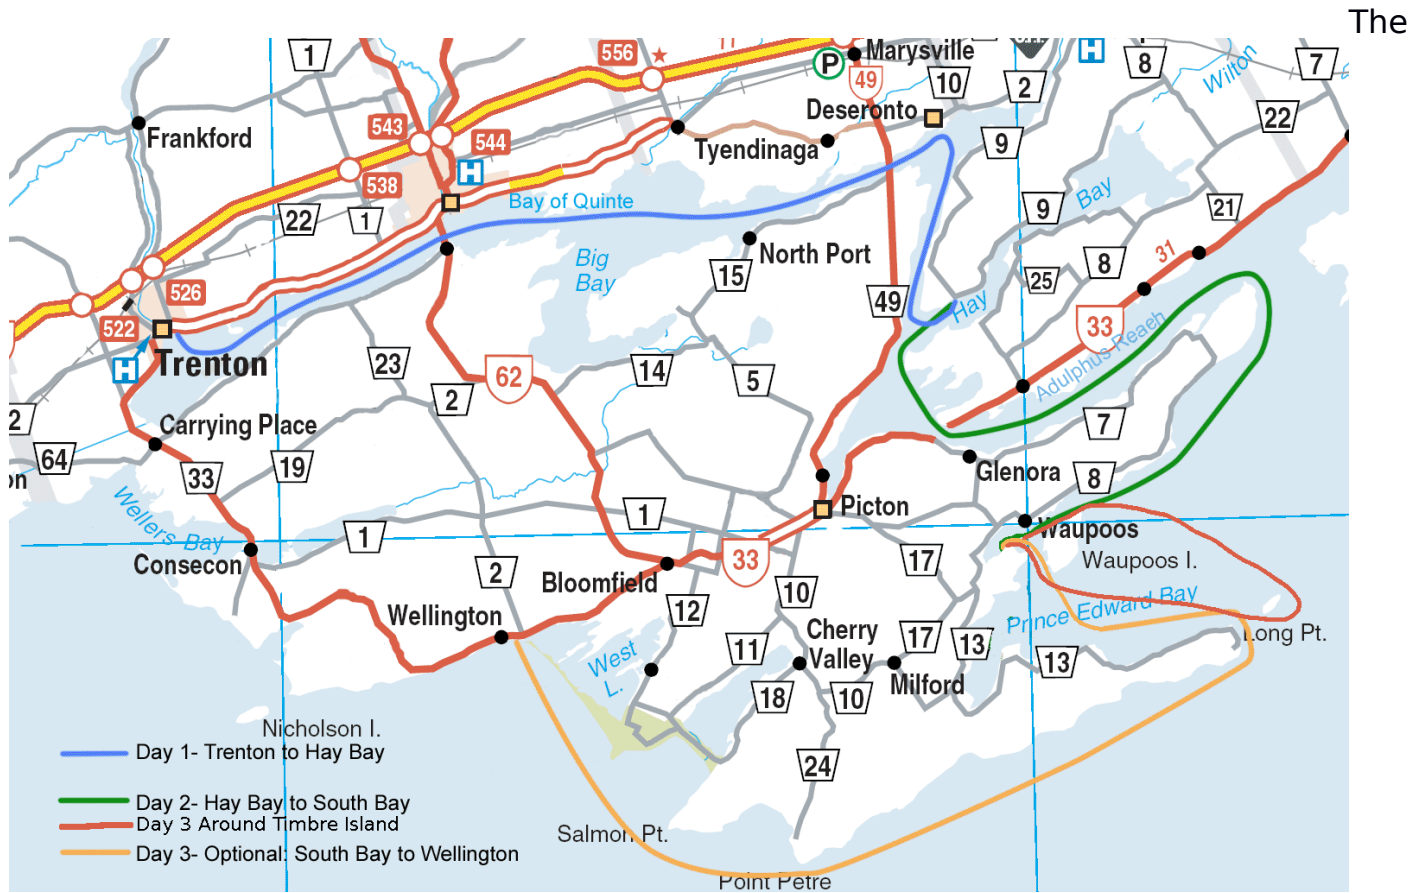 The
1
556
11
P
Marysville
49
10
2
H
8
Wilton
7
Frankford
543
544
Deseronto
22
538
H
Tyendinaga
9
22
1
Bay of Quinte
9
Bay
21
Big
Bay
North Port
15
8
31
25
526
49
Hay
522
H
Trenton
33
Adulphus Reach
23
62
14
5
2
2
Carrying Place
7
64
33
19
on
Glenora
8
Wellers Bay
1
Picton
Waupoos
1
Consecon
33
17
Waupoos I.
2
Bloomfield
10
12
Prince Edward Bay
Wellington
Cherry
Valley
17
13
Long Pt.
11
West
L.
13
Milford
18
10
Nicholson I.
24
Day 1- Trenton to Hay Bay
Day 2- Hay Bay to South Bay
Day 3 Around Timbre Island
Day 3- Optional: South Bay to Wellington
Salmon Pt.
Point Petre